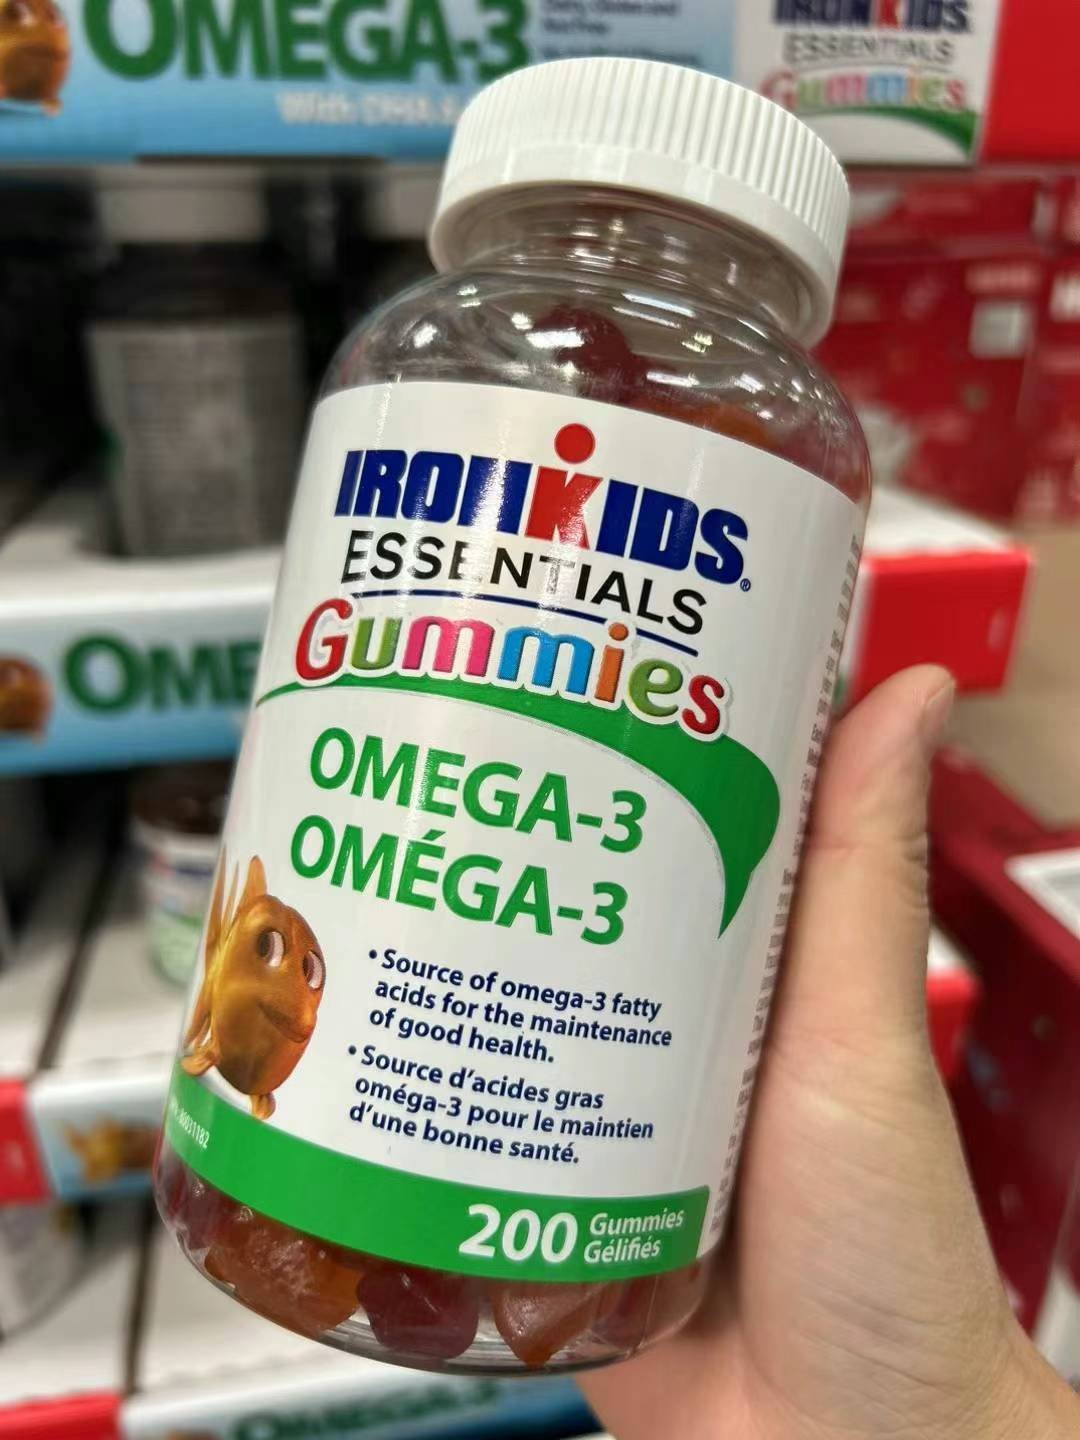 OMEGA-3
IRONKIDS
ESSENTIALS
Gummies
IRONKIDS®
ESSENTIALS
Gummies
OMEGA-3
OMÉGA-3
• Source of omega-3 fatty
acids for the maintenance
of good health.
• Source d'acides gras
oméga-3 pour le maintien
d'une bonne santé.
80031182
200 Gummies
Gélifiés
OME